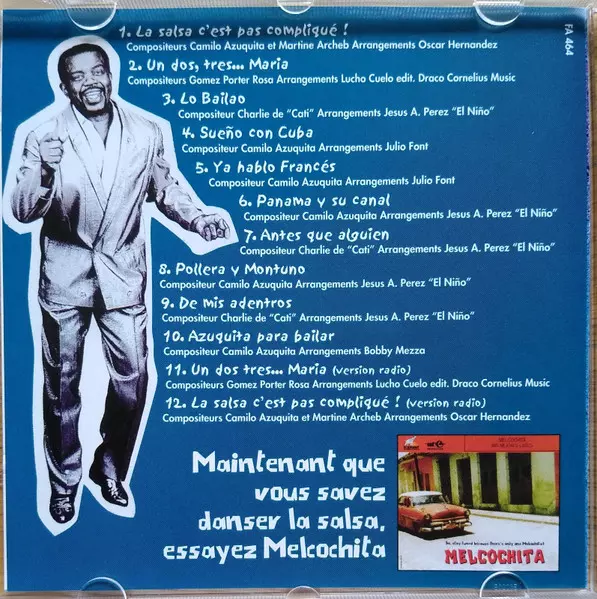 FA 464
1. La salsa c'est pas compliqué !
Compositeurs Camilo Azuquita et Martine Archeb Arrangements Oscar Hernandez
2. Un dos, tres... Maria
Compositeurs Gomez Porter Rosa Arrangements Lucho Cuelo edit. Draco Cornelius Music
3. Lo Bailao
Compositeur Charlie de "Cati" Arrangements Jesus A. Perez "El Niño"
4. Sueño con Cuba
Compositeur Camilo Azuquita Arrangements Julio Font
5. Ya hablo Francés
Compositeur Camilo Azuquita Arrangements Julio Font
6. Panama y su canal
Compositeur Camilo Azuquita Arrangements Jesus A. Perez "El Niño"
7. Antes que alguien
Compositeur Charlie de "Cati" Arrangements Jesus A. Perez "El Niño"
8. Pollera y Montuno
Compositeur Camilo Azuquita Arrangements Jesus A. Perez "El Niño"
9. De mis adentros
Compositeur Charlie de "Cati" Arrangements Jesus A. Perez "El Niño"
10. Azuquita para bailar
Compositeur Camilo Azuquita Arrangements Bobby Mezza
11. Un dos tres... Maria (version radio)
Compositeurs Gomez Porter Rosa Arrangements Lucho Cuelo edit. Draco Cornelius Music
12. La salsa c'est pas compliqué ! (version radio)
Compositeurs Camilo Azuquita et Martine Archeb Arrangements Oscar Hernandez
Maintenant que
vous savez
danser la salsa,
essayez Melcochita
MELCOCHITA
MELCOCHITA